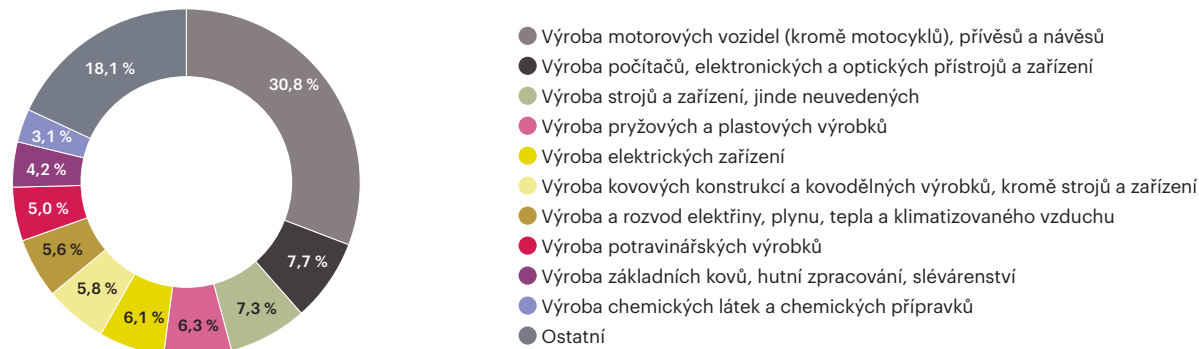 30,8 %
7,7 %
7,3 %
6,3 %
6,1 %
5,8 %
5,6 %
5,0 %
4,2 %
3,1 %
18,1 %
Výroba motorových vozidel (kromě motocyklů), přívěsů a návěsů
Výroba počítačů, elektronických a optických přístrojů a zařízení
Výroba strojů a zařízení, jinde neuvedených
Výroba pryžových a plastových výrobků
Výroba elektrických zařízení
Výroba kovových konstrukcí a kovodělných výrobků, kromě strojů a zařízení
Výroba a rozvod elektřiny, plynu, tepla a klimatizovaného vzduchu
Výroba potravinářských výrobků
Výroba základních kovů, hutní zpracování, slévárenství
Výroba chemických látek a chemických přípravků
Ostatní